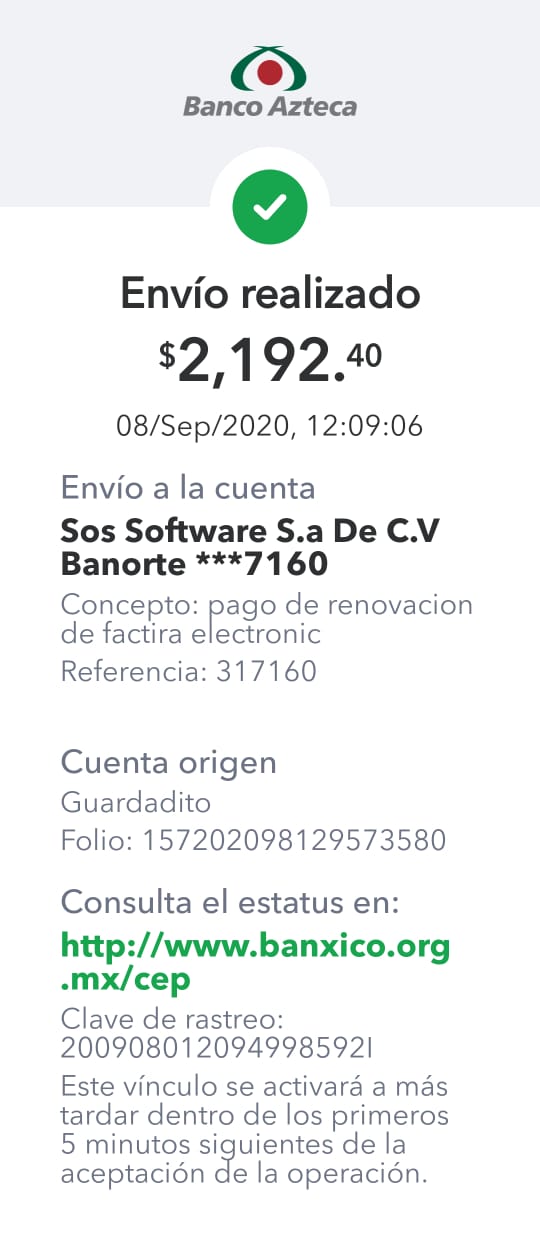 Banco Azteca
Envío realizado
$2,192.40
08/Sep/2020, 12:09:06
Envío a la cuenta
Sos Software S.a De C.V
Banorte ***7160
Concepto: pago de renovacion
de factira electronic
Referencia: 317160
Cuenta origen
Guardadito
Folio: 157202098129573580
Consulta el estatus en:
http://www.banxico.org
.mx/cep
Clave de rastreo:
200908012094998592I
Este vínculo se activará a más
tardar dentro de los primeros
5 minutos siguientes de la
aceptación de la operación.